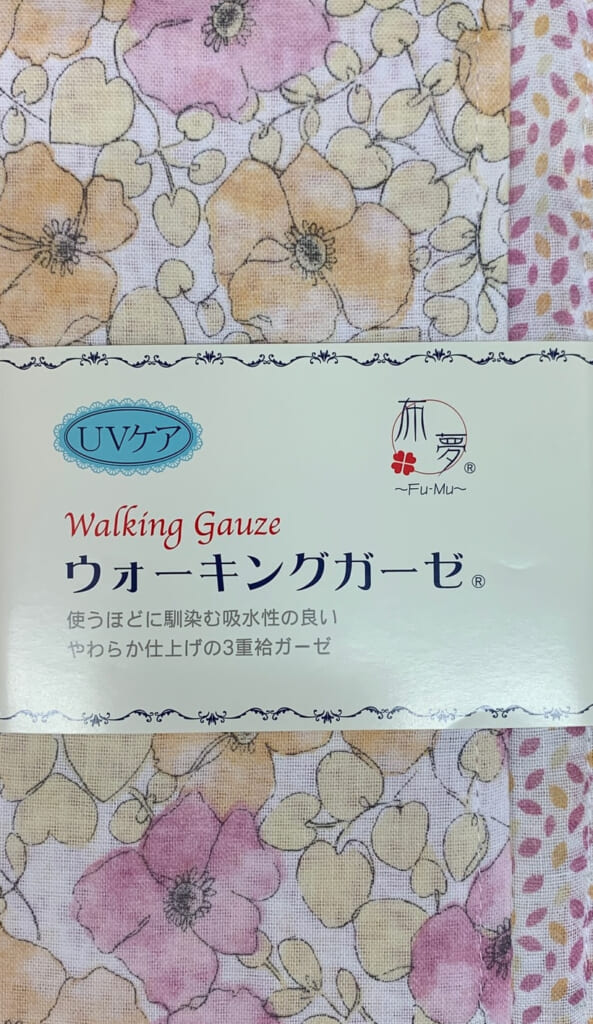 UVケア
布夢®
~Fu-Mu~
Walking Gauze
ウォーキングガーゼ®
使うほどに馴染む吸水性の良い
やわらか仕上げの3重袷ガーゼ